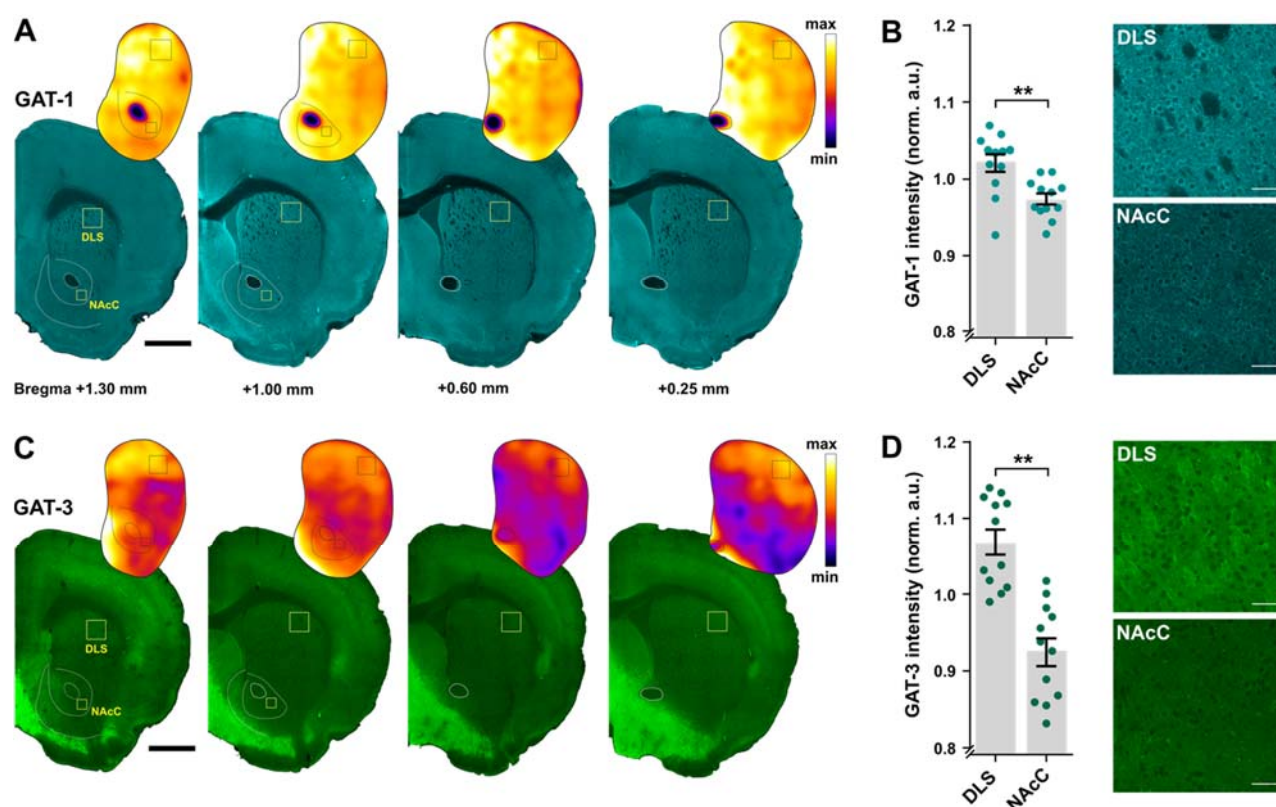 A
GAT-1
max
min
DLS
NAcC
Bregma +1.30 mm
+1.00 mm
+0.60 mm
+0.25 mm
B
GAT-1 intensity (norm. a.u.)
1.2
1.1
1.0
0.9
0.8
**
DLS
NAcC
DLS
NAcC
C
GAT-3
max
min
DLS
NAcC
D
GAT-3 intensity (norm. a.u.)
1.2
1.1
1.0
0.9
0.8
**
DLS
NAcC
DLS
NAcC